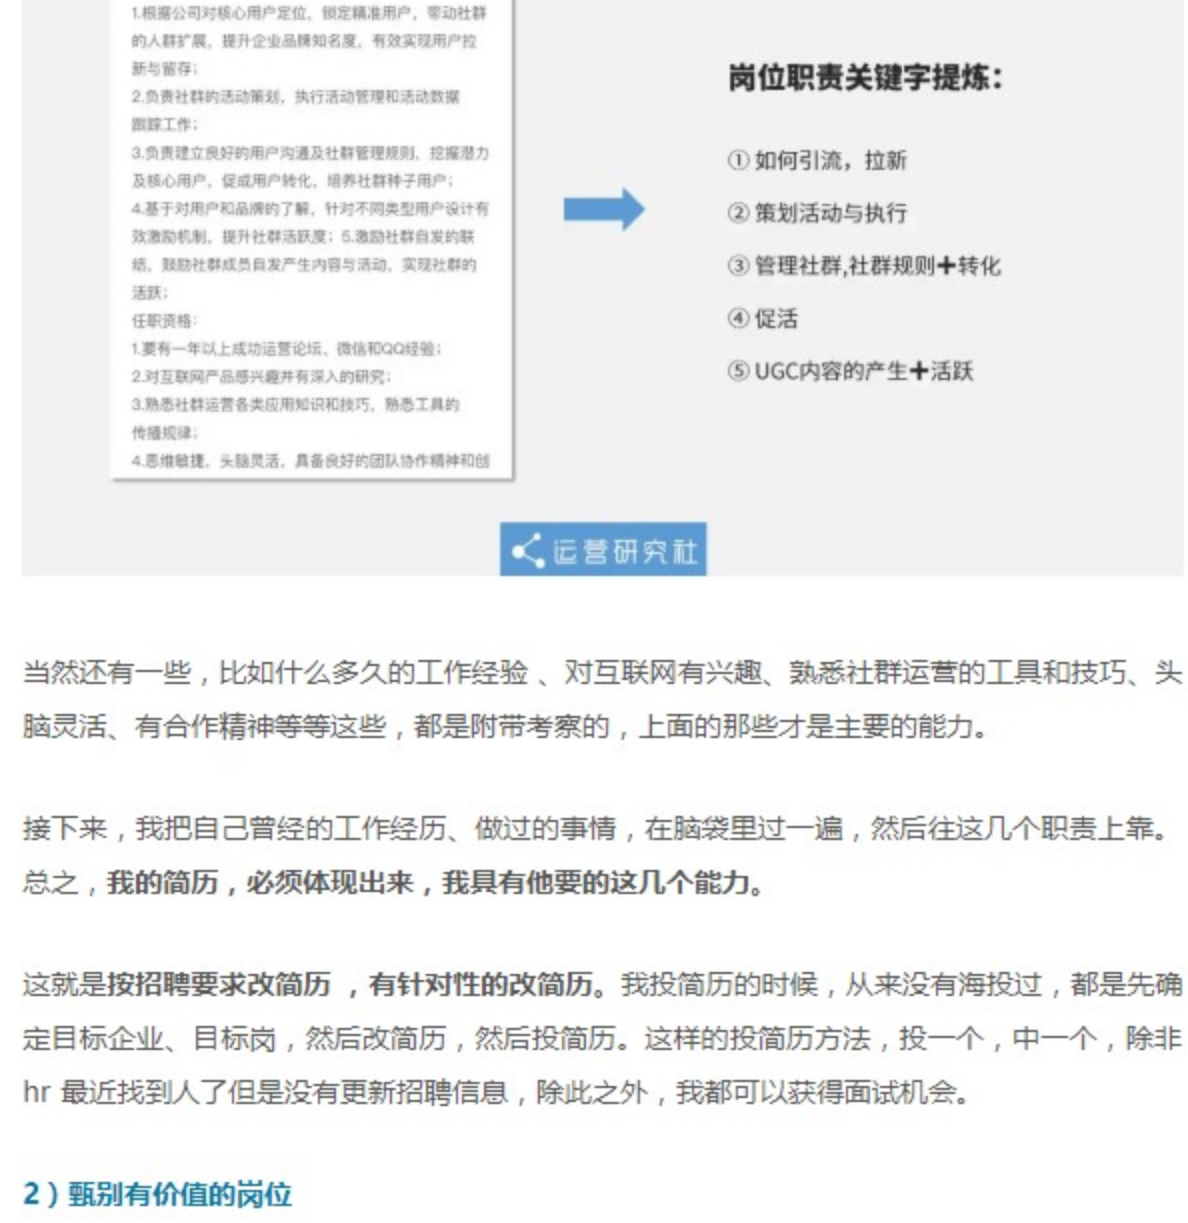 1.根据公司对核心用户定位，锁定精准用户，带动社群
的人群扩展，提升企业品牌知名度，有效实现用户拉
新与留存；
2.负责社群的活动策划，执行活动管理和活动数据
跟踪工作；
3.负责建立良好的用户沟通及社群管理规则，挖掘潜力
及核心用户，促成用户转化，培养社群种子用户；
4.基于对用户和品牌的了解，针对不同类型用户设计有
效激励机制，提升社群活跃度；5.激励社群自发的联
结，鼓励社群成员自发产生内容与活动，实现社群的
活跃；
任职资格：
1.要有一年以上成功运营论坛、微信和QQ经验；
2.对互联网产品感兴趣并有深入的研究；
3.熟悉社群运营各类应用知识和技巧，熟悉工具的
传播规律；
4.思维敏捷，头脑灵活，具备良好的团队协作精神和创
岗位职责关键字提炼：
① 如何引流，拉新
② 策划活动与执行
③ 管理社群,社群规则+转化
④ 促活
⑤ UGC内容的产生+活跃
运营研究社
当然还有一些，比如什么多久的工作经验 、对互联网有兴趣、熟悉社群运营的工具和技巧、头
脑灵活、有合作精神等等这些，都是附带考察的，上面的那些才是主要的能力。
接下来，我把自己曾经的工作经历、做过的事情，在脑袋里过一遍，然后往这几个职责上靠。
总之，我的简历，必须体现出来，我具有他要的这几个能力。
这就是按招聘要求改简历 ，有针对性的改简历。我投简历的时候，从来没有海投过，都是先确
定目标企业、目标岗，然后改简历，然后投简历。这样的投简历方法，投一个，中一个，除非
hr 最近找到人了但是没有更新招聘信息，除此之外，我都可以获得面试机会。
2）甄别有价值的岗位